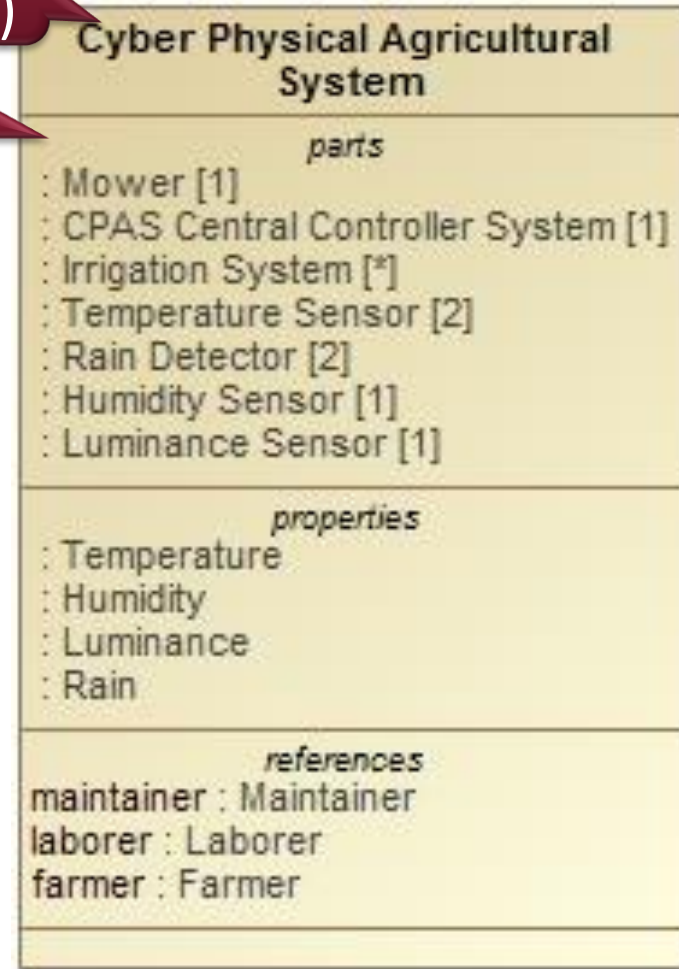 )
Cyber Physical Agricultural
System
parts
: Mower [1]
: CPAS Central Controller System [1]
: Irrigation System [*]
: Temperature Sensor [2]
: Rain Detector [2]
: Humidity Sensor [1]
: Luminance Sensor [1]
properties
: Temperature
: Humidity
: Luminance
: Rain
references
maintainer : Maintainer
laborer : Laborer
farmer : Farmer